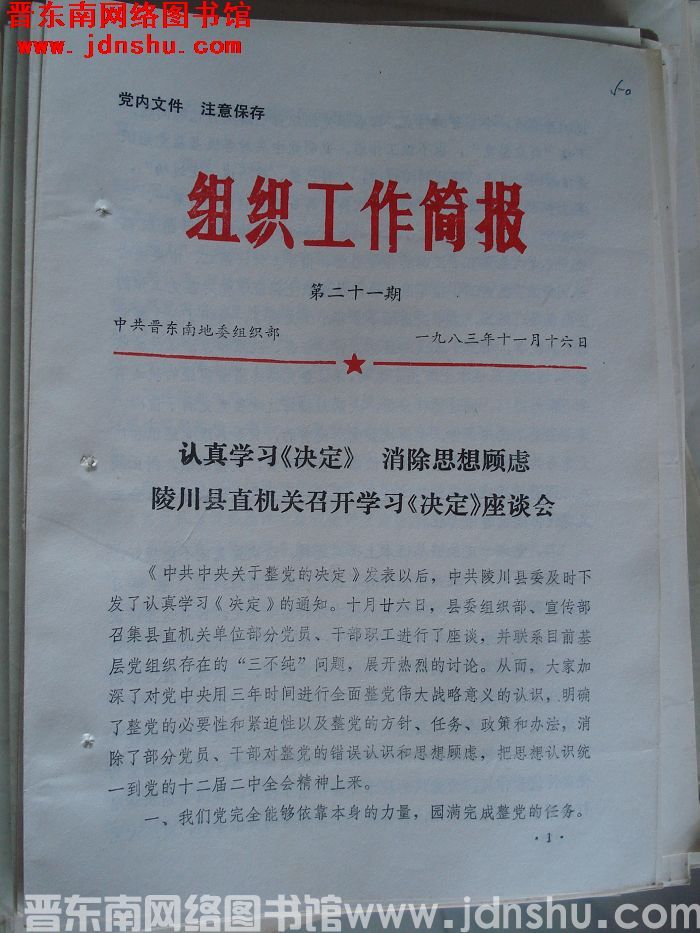 晋东南网络图书馆
www.jdnshu.com
党内文件 注意保存
组织工作简报
第二十一期
中共晋东南地委组织部 一九八三年十一月十六日
认真学习《决定》 消除思想顾虑
陵川县直机关召开学习《决定》座谈会
《中共中央关于整党的决定》发表以后，中共陵川县委及时下
发了认真学习《决定》的通知。十月廿六日，县委组织部、宣传部
召集县直机关单位部分党员、干部职工进行了座谈，并联系目前基
层党组织存在的“三不纯”问题，展开热烈的讨论。从而，大家加
深了对党中央用三年时间进行全面整党伟大战略意义的认识，明确
了整党的必要性和紧迫性以及整党的方针、任务、政策和办法，消
除了部分党员、干部对整党的错误认识和思想顾虑，把思想认识统
一到党的十二届二中全会精神上来。
一、我们党完全能够依靠本身的力量，园满完成整党的任务。
·1·
晋东南网络图书馆 www.jdnshu.com